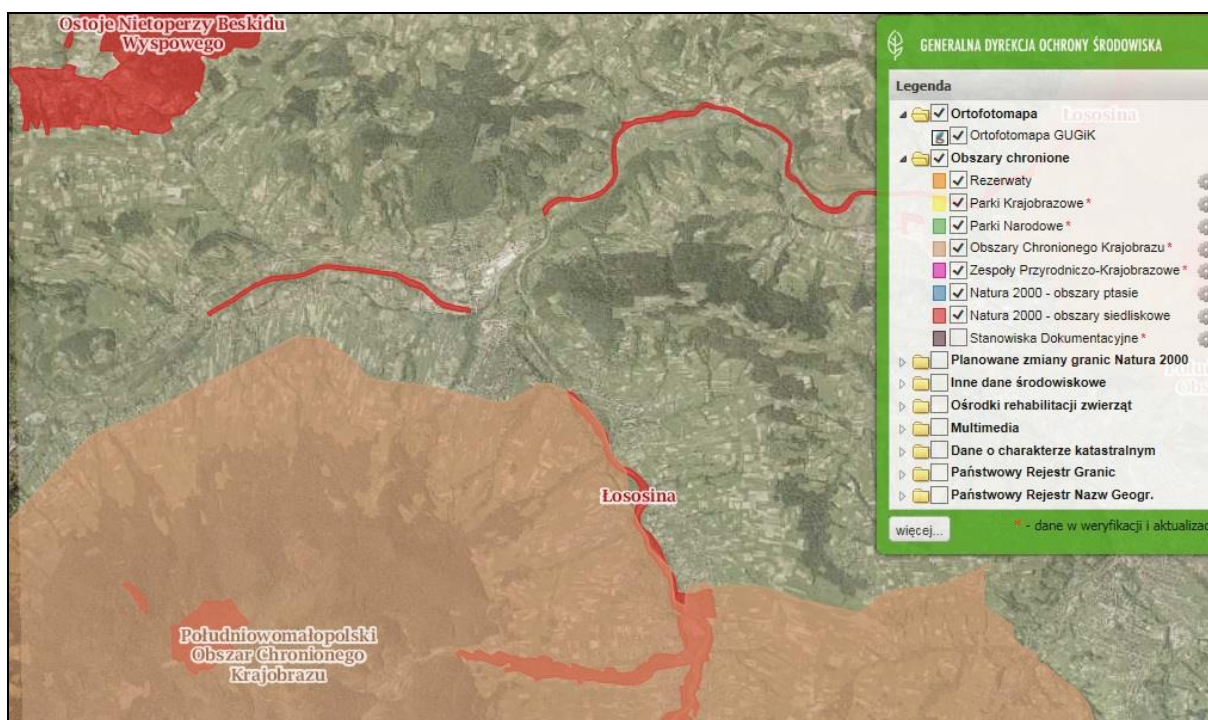 Ostoje Nietoperzy Beskidu
Wyspowego
GENERALNA DYREKCJA OCHRONY ŚRODOWISKA
Legenda
Ortofotomapa
Łososina
Ortofotomapa GUGiK
Obszary chronione
Rezerwaty
Parki Krajobrazowe *
Parki Narodowe *
Obszary Chronionego Krajobrazu *
Zespoły Przyrodniczo-Krajobrazowe *
Natura 2000 - obszary ptasie
Natura 2000 - obszary siedliskowe
Stanowiska Dokumentacyjne *
Planowane zmiany granic Natura 2000
Inne dane środowiskowe
Ośrodki rehabilitacji zwierząt
Multimedia
Dane o charakterze katastralnym
Państwowy Rejestr Granic
Państwowy Rejestr Nazw Geogr.
więcej...
* - dane w weryfikacji i aktualizac
Łososina
Południowomałopolski
Obszar Chronionego
Krajobrazu